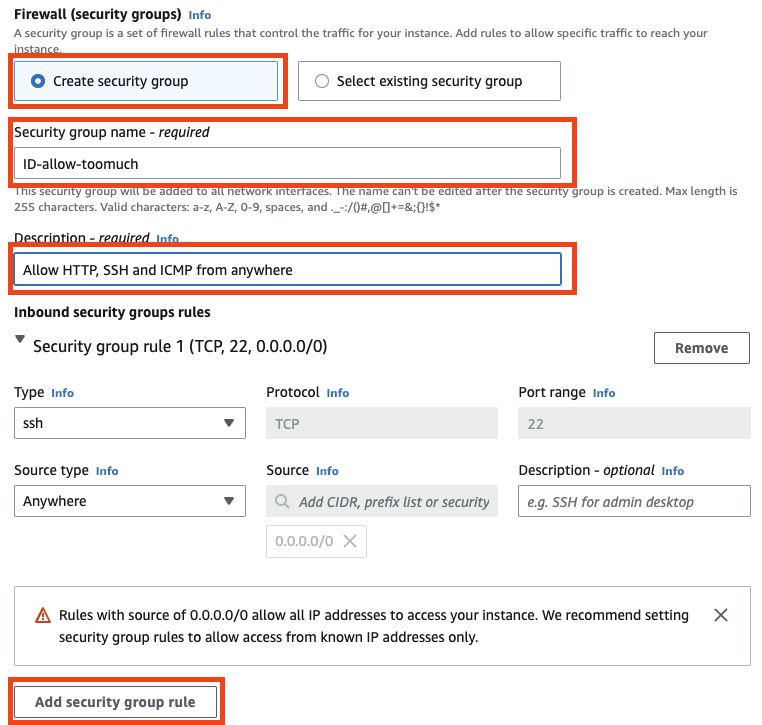 Firewall (security groups) Info
A security group is a set of firewall rules that control the traffic for your instance. Add rules to allow specific traffic to reach your
instance.
Create security group
Select existing security group
Security group name - required
ID-allow-toomuch
This security group will be added to all network interfaces. The name can't be edited after the security group is created. Max length is
255 characters. Valid characters: a-z, A-Z, 0-9, spaces, and ._-:/()#,@[]+=&;{}!$*
Description - required Info
Allow HTTP, SSH and ICMP from anywhere
Inbound security groups rules
Security group rule 1 (TCP, 22, 0.0.0.0/0)
Remove
Type Info
Protocol Info
Port range Info
ssh
TCP
22
Source type Info
Source Info
Description - optional Info
Anywhere
Add CIDR, prefix list or security
e.g. SSH for admin desktop
0.0.0.0/0
Rules with source of 0.0.0.0/0 allow all IP addresses to access your instance. We recommend setting
security group rules to allow access from known IP addresses only.
Add security group rule